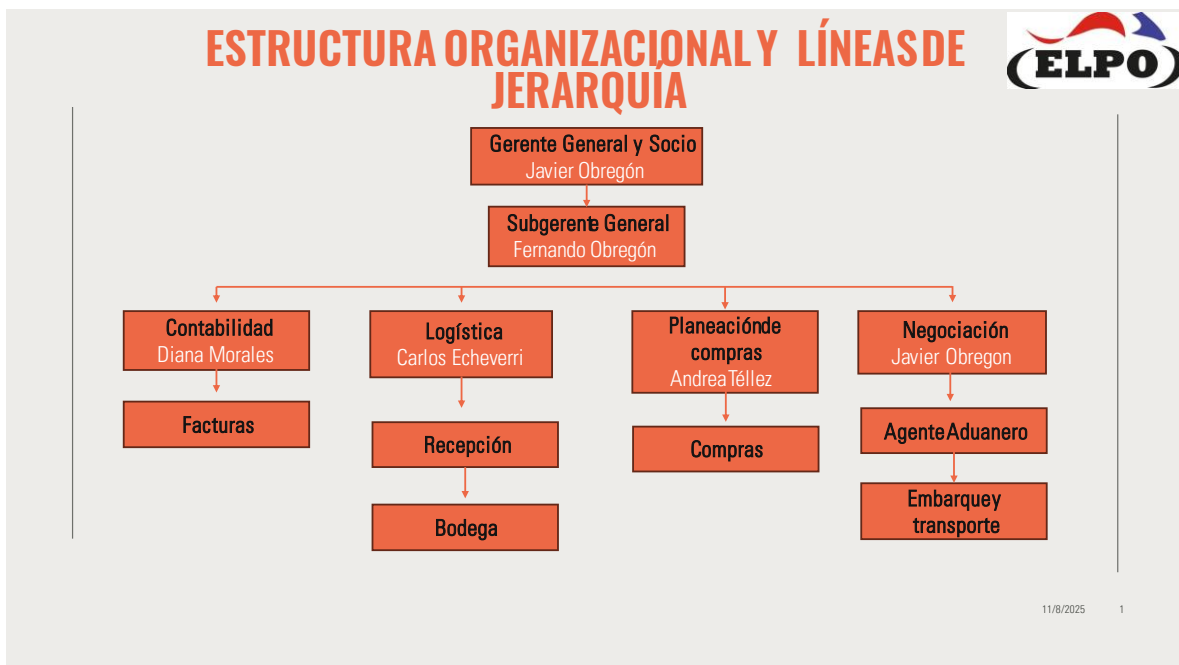 ESTRUCTURA ORGANIZACIONAL Y LÍNEAS DE
JERARQUÍA
ELPO
Gerente General y Socio
Javier Obregón
Subgerente General
Fernando Obregón
Contabilidad
Diana Morales
Facturas
Logística
Carlos Echeverri
Recepción
Bodega
Planeación de
compras
Andrea Téllez
Compras
Negociación
Javier Obregon
Agente Aduanero
Embarque y
transporte
11/8/2025
1